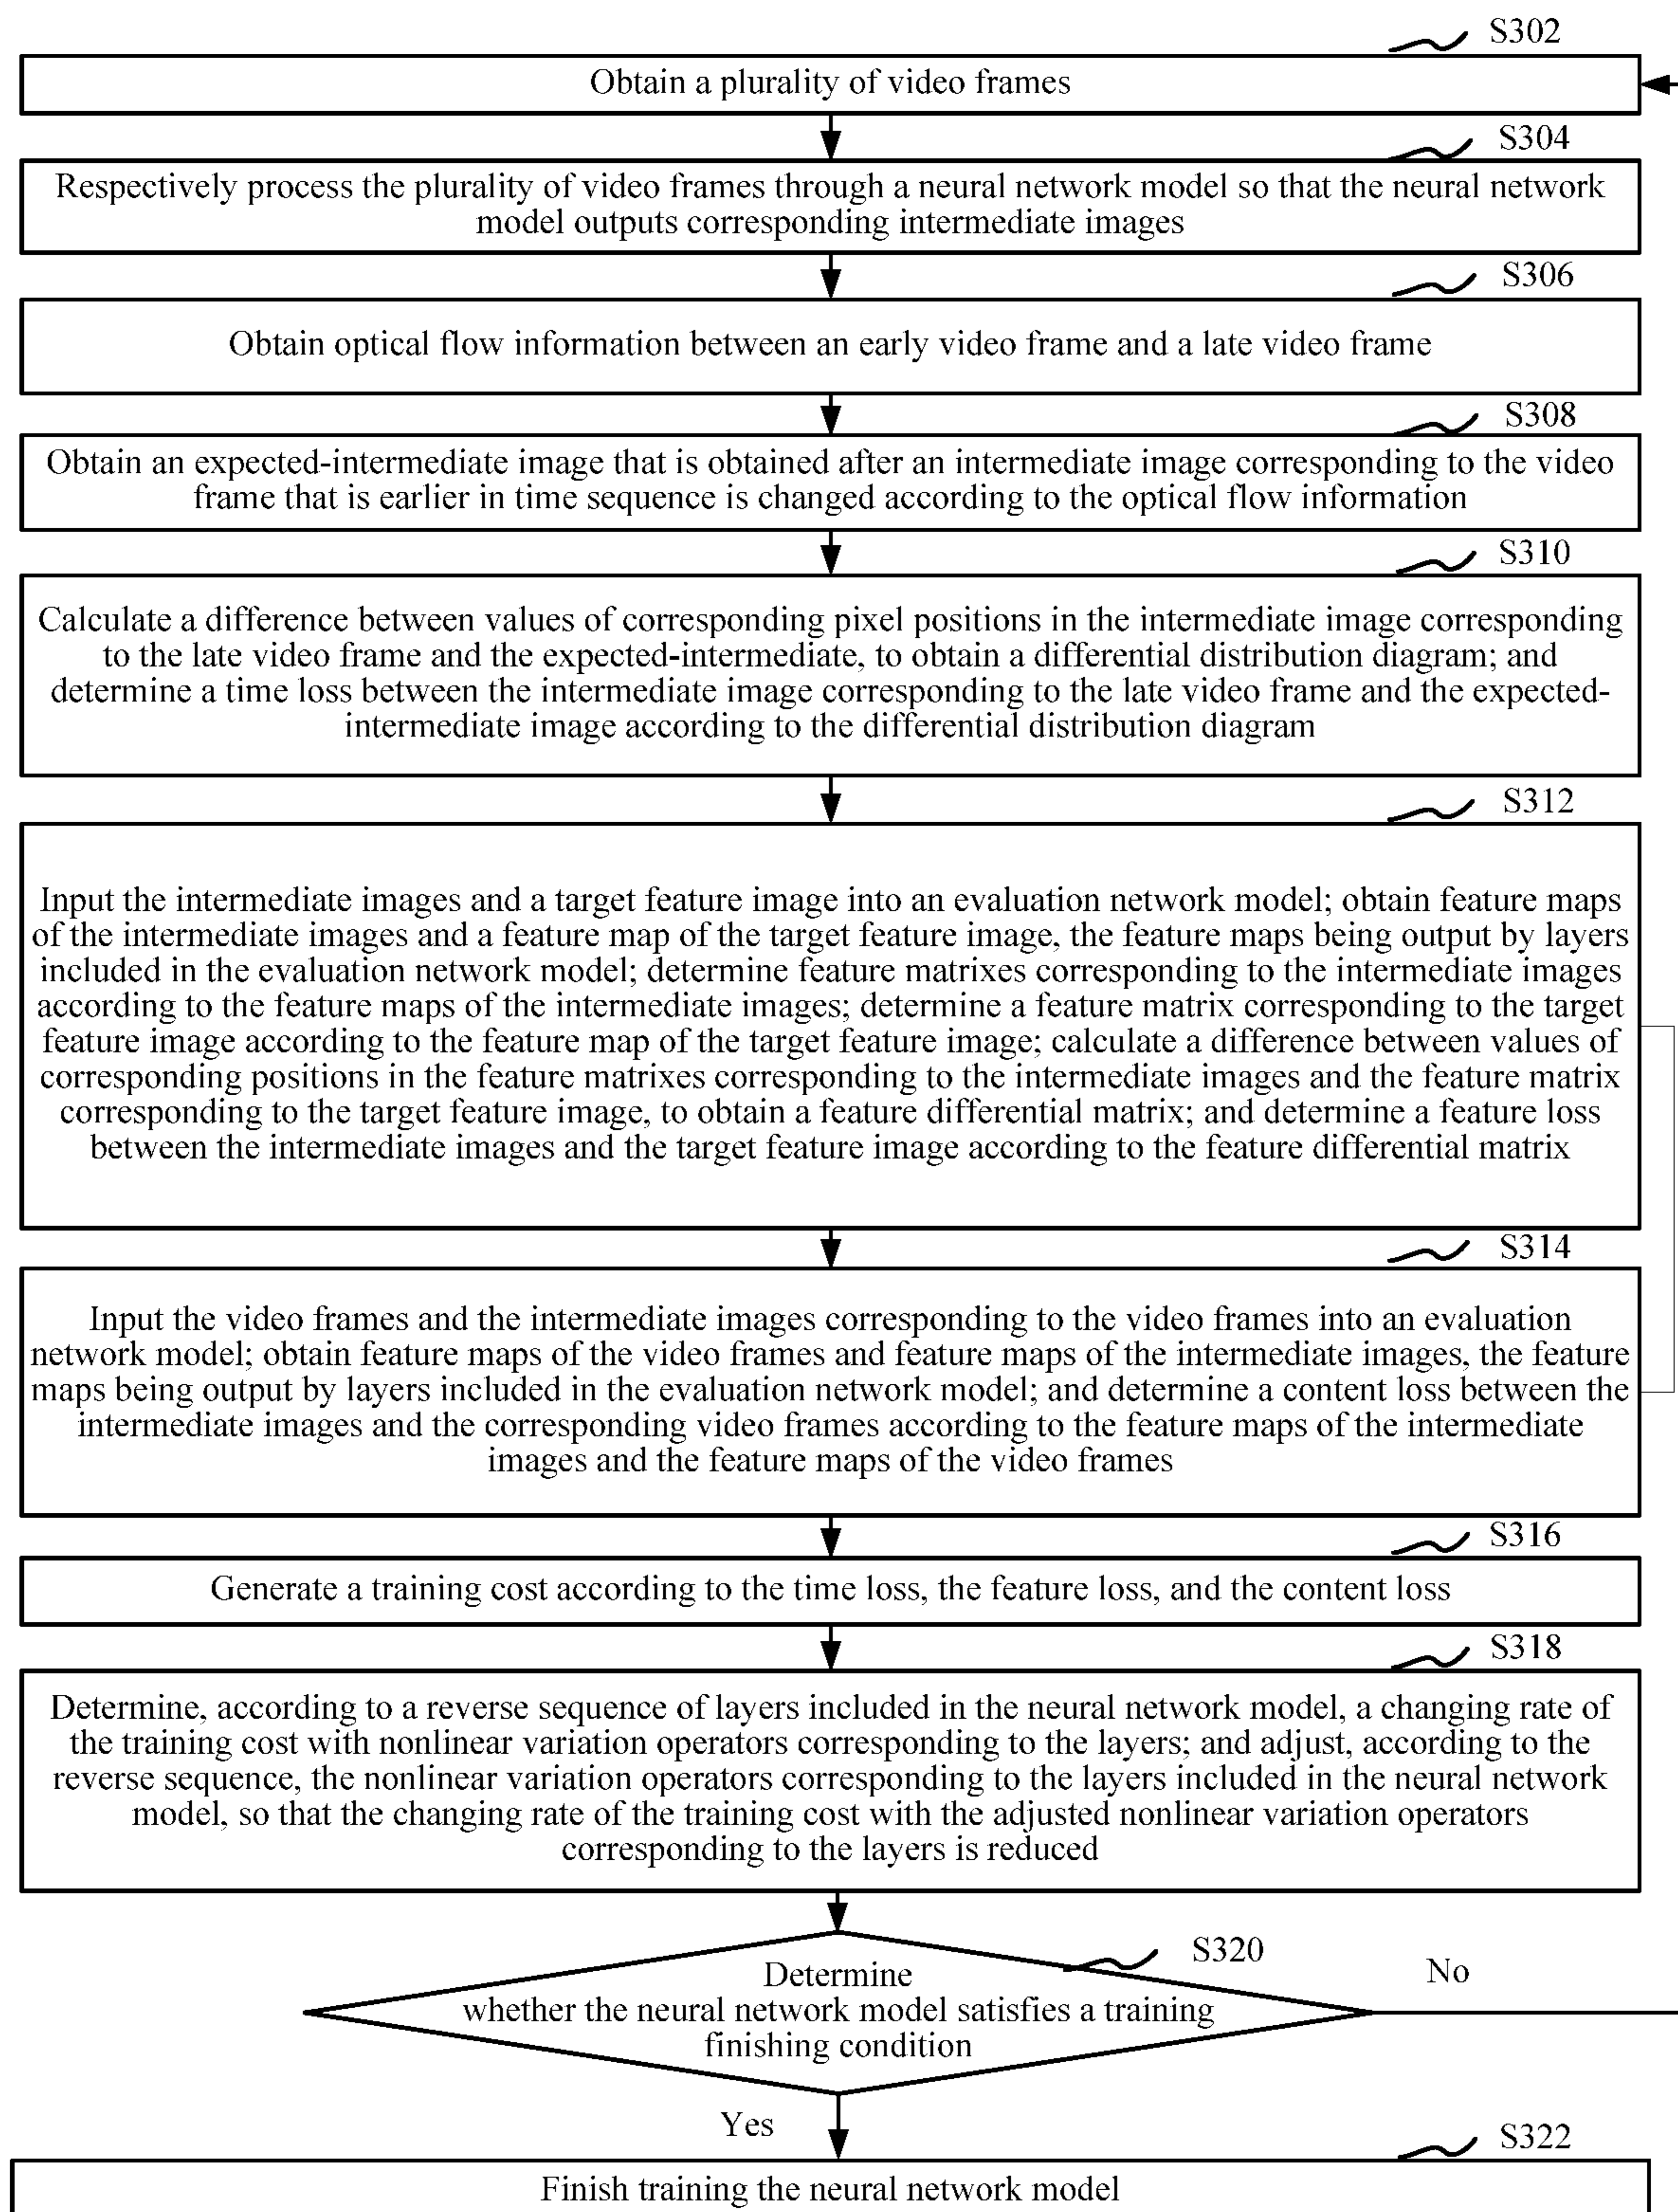 S302
Obtain a plurality of video frames
S304
Respectively process the plurality of video frames through a neural network model so that the neural network
model outputs corresponding intermediate images
S306
Obtain optical flow information between an early video frame and a late video frame
S308
Obtain an expected-intermediate image that is obtained after an intermediate image corresponding to the video
frame that is earlier in time sequence is changed according to the optical flow information
S310
Calculate a difference between values of corresponding pixel positions in the intermediate image corresponding
to the late video frame and the expected-intermediate, to obtain a differential distribution diagram; and
determine a time loss between the intermediate image corresponding to the late video frame and the expected-
intermediate image according to the differential distribution diagram
S312
Input the intermediate images and a target feature image into an evaluation network model; obtain feature maps
of the intermediate images and a feature map of the target feature image, the feature maps being output by layers
included in the evaluation network model; determine feature matrixes corresponding to the intermediate images
according to the feature maps of the intermediate images; determine a feature matrix corresponding to the target
feature image according to the feature map of the target feature image; calculate a difference between values of
corresponding positions in the feature matrixes corresponding to the intermediate images and the feature matrix
corresponding to the target feature image, to obtain a feature differential matrix; and determine a feature loss
between the intermediate images and the target feature image according to the feature differential matrix
S314
Input the video frames and the intermediate images corresponding to the video frames into an evaluation
network model; obtain feature maps of the video frames and feature maps of the intermediate images, the feature
maps being output by layers included in the evaluation network model; and determine a content loss between the
intermediate images and the corresponding video frames according to the feature maps of the intermediate
images and the feature maps of the video frames
S316
Generate a training cost according to the time loss, the feature loss, and the content loss
S318
Determine, according to a reverse sequence of layers included in the neural network model, a changing rate of
the training cost with nonlinear variation operators corresponding to the layers; and adjust, according to the
reverse sequence, the nonlinear variation operators corresponding to the layers included in the neural network
model, so that the changing rate of the training cost with the adjusted nonlinear variation operators
corresponding to the layers is reduced
S320
Determine
whether the neural network model satisfies a training
finishing condition
No
Yes
S322
Finish training the neural network model